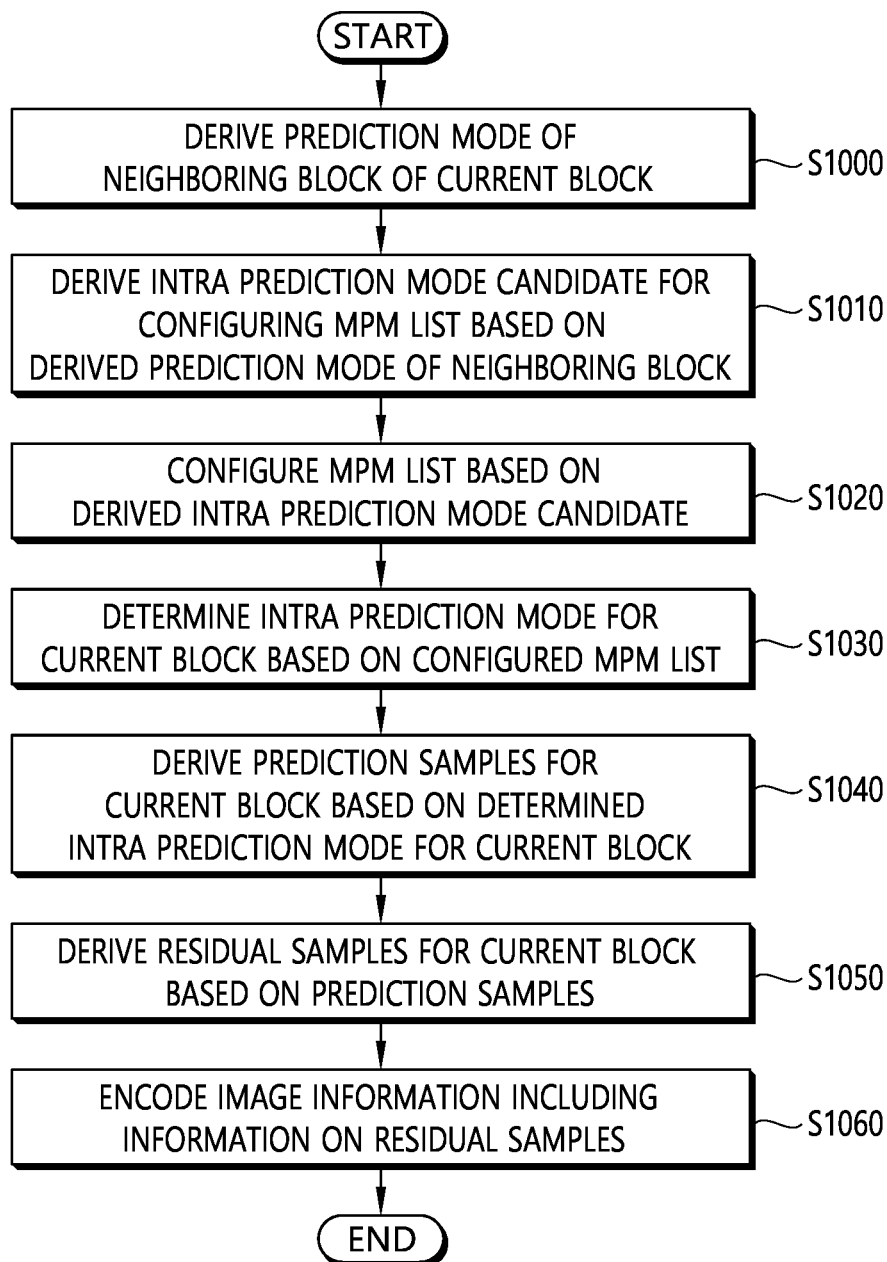 START
DERIVE PREDICTION MODE OF
NEIGHBORING BLOCK OF CURRENT BLOCK
S1000
DERIVE INTRA PREDICTION MODE CANDIDATE FOR
CONFIGURING MPM LIST BASED ON
DERIVED PREDICTION MODE OF NEIGHBORING BLOCK
S1010
CONFIGURE MPM LIST BASED ON
DERIVED INTRA PREDICTION MODE CANDIDATE
S1020
DETERMINE INTRA PREDICTION MODE FOR
CURRENT BLOCK BASED ON CONFIGURED MPM LIST
S1030
DERIVE PREDICTION SAMPLES FOR
CURRENT BLOCK BASED ON DETERMINED
INTRA PREDICTION MODE FOR CURRENT BLOCK
S1040
DERIVE RESIDUAL SAMPLES FOR CURRENT BLOCK
BASED ON PREDICTION SAMPLES
S1050
ENCODE IMAGE INFORMATION INCLUDING
INFORMATION ON RESIDUAL SAMPLES
S1060
END